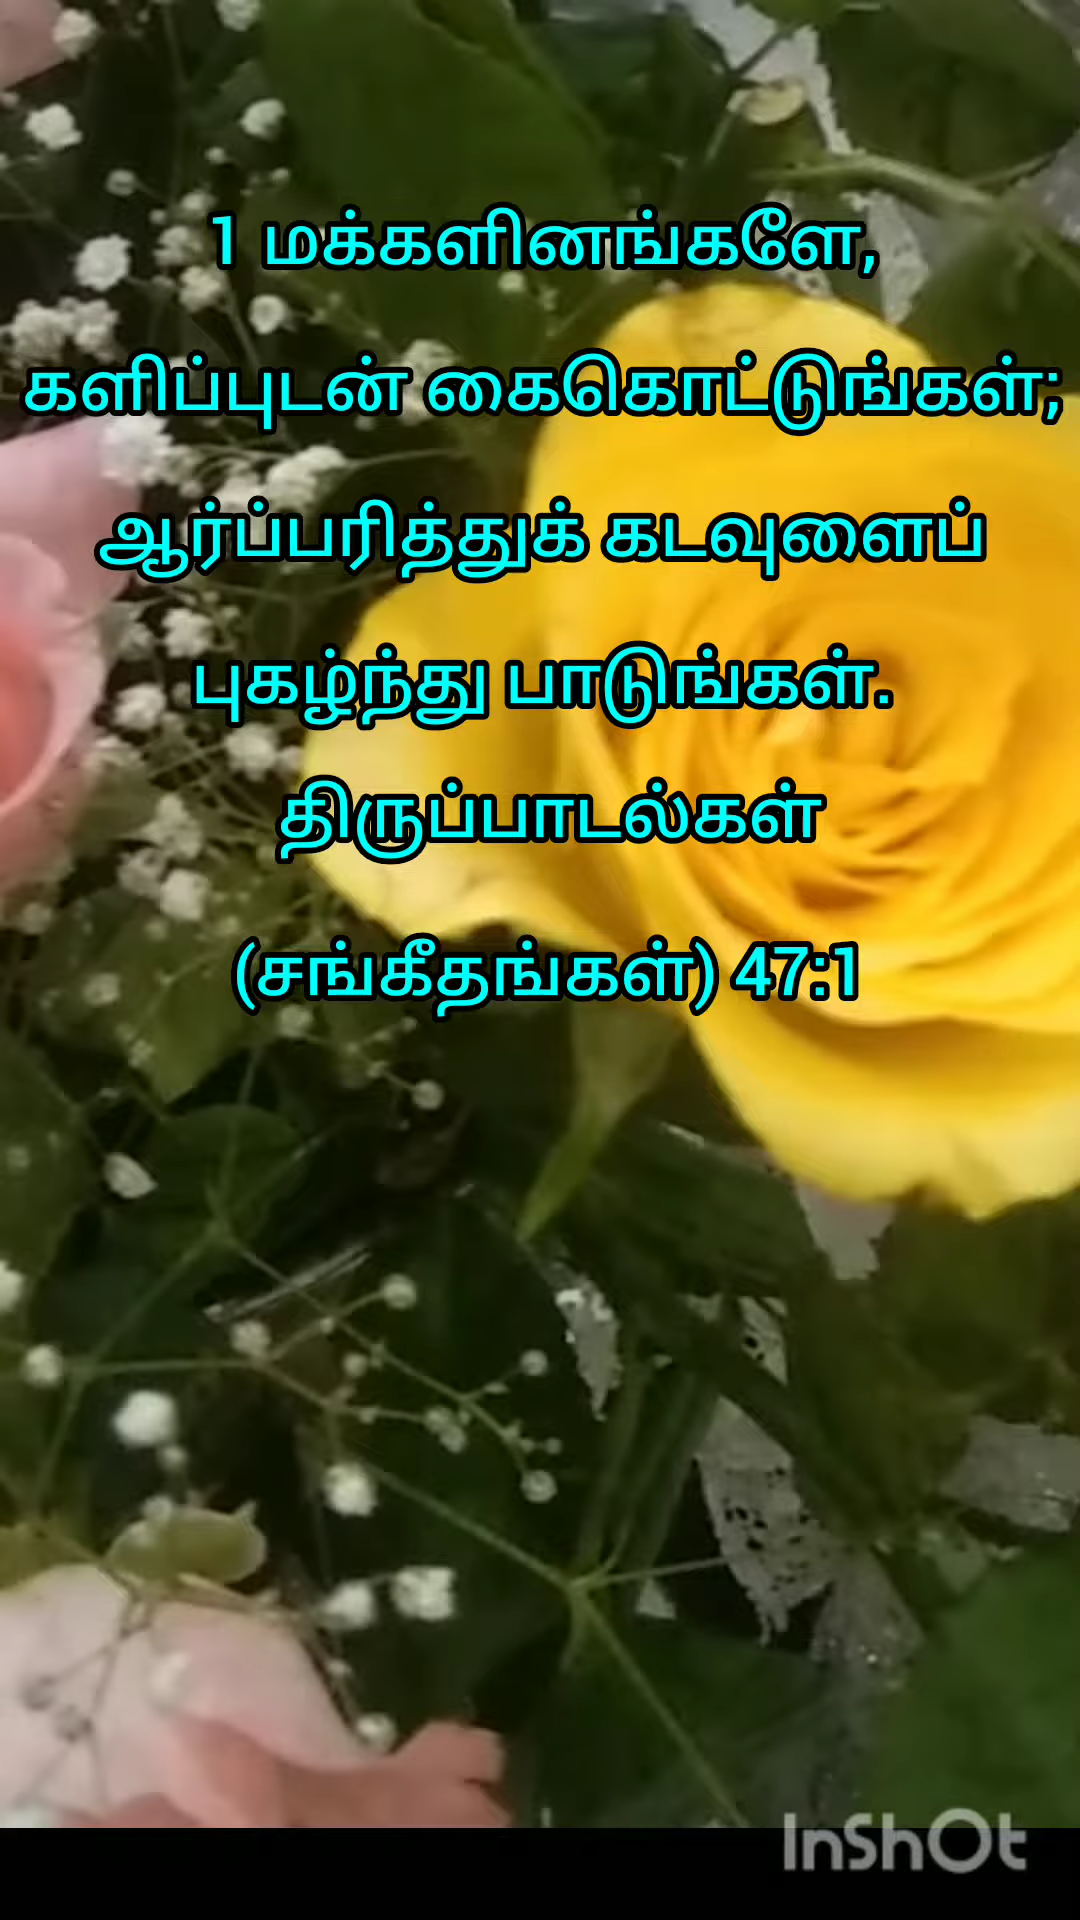 1 மக்களினங்களே,
களிப்புடன் கைகொட்டுங்கள்;
ஆர்ப்பரித்துக் கடவுளைப்
புகழ்ந்து பாடுங்கள்.
திருப்பாடல்கள்
(சங்கீதங்கள்) 47:1
InShOt